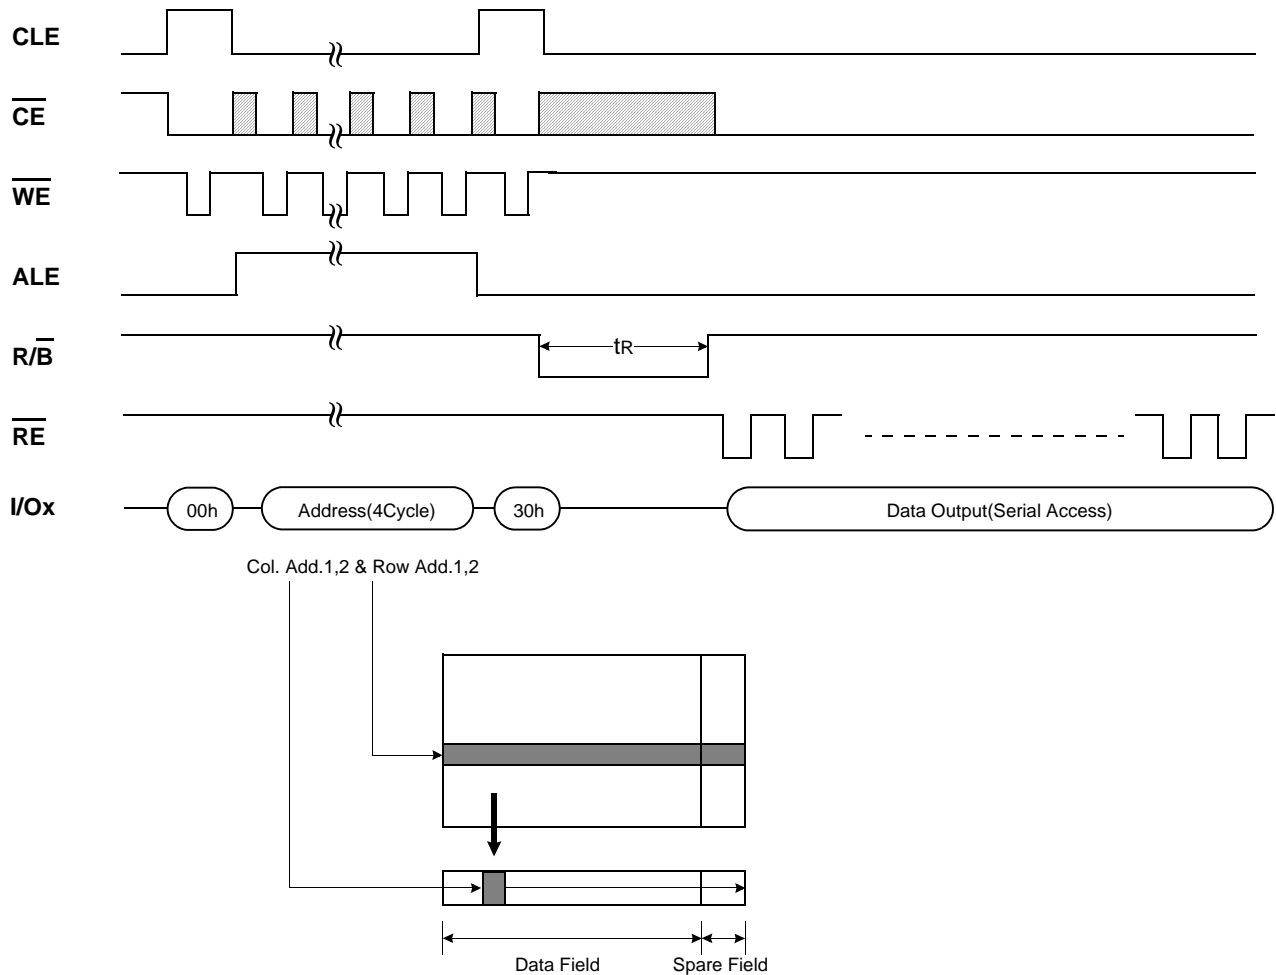 CLE
CE
WE
ALE
R/B
tR
RE
I/Ox
00h
Address(4Cycle)
30h
Data Output(Serial Access)
Col. Add.1,2 & Row Add.1,2
Data Field
Spare Field